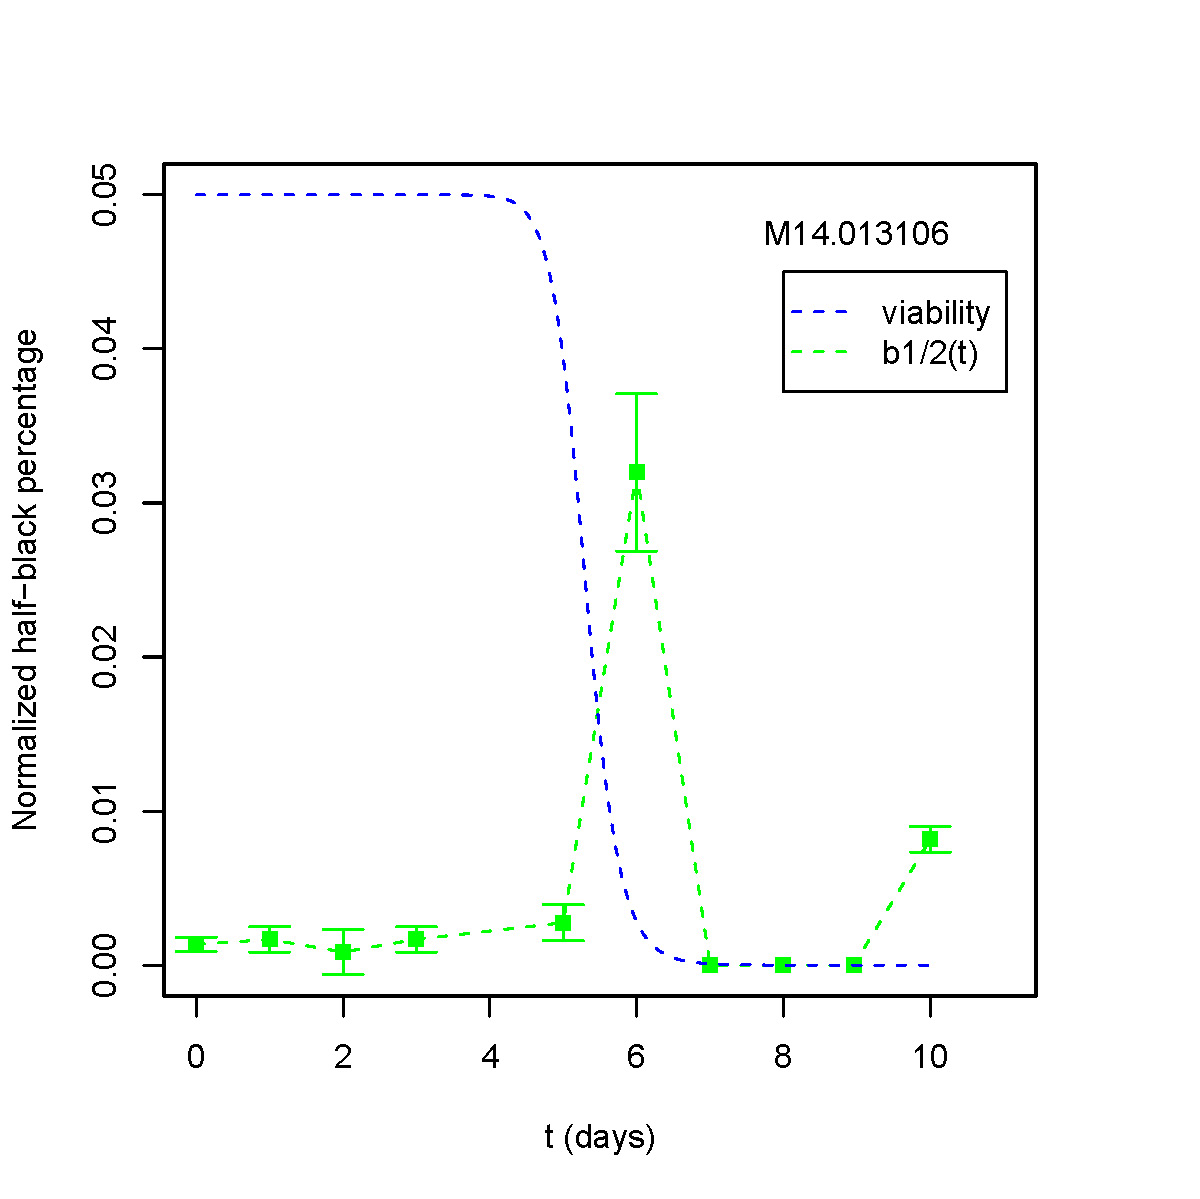 M14.013106
viability
b1/2(t)
Normalized half−black percentage
0.05
0.04
0.03
0.02
0.01
0.00
0 2 4 6 8 10
t (days)